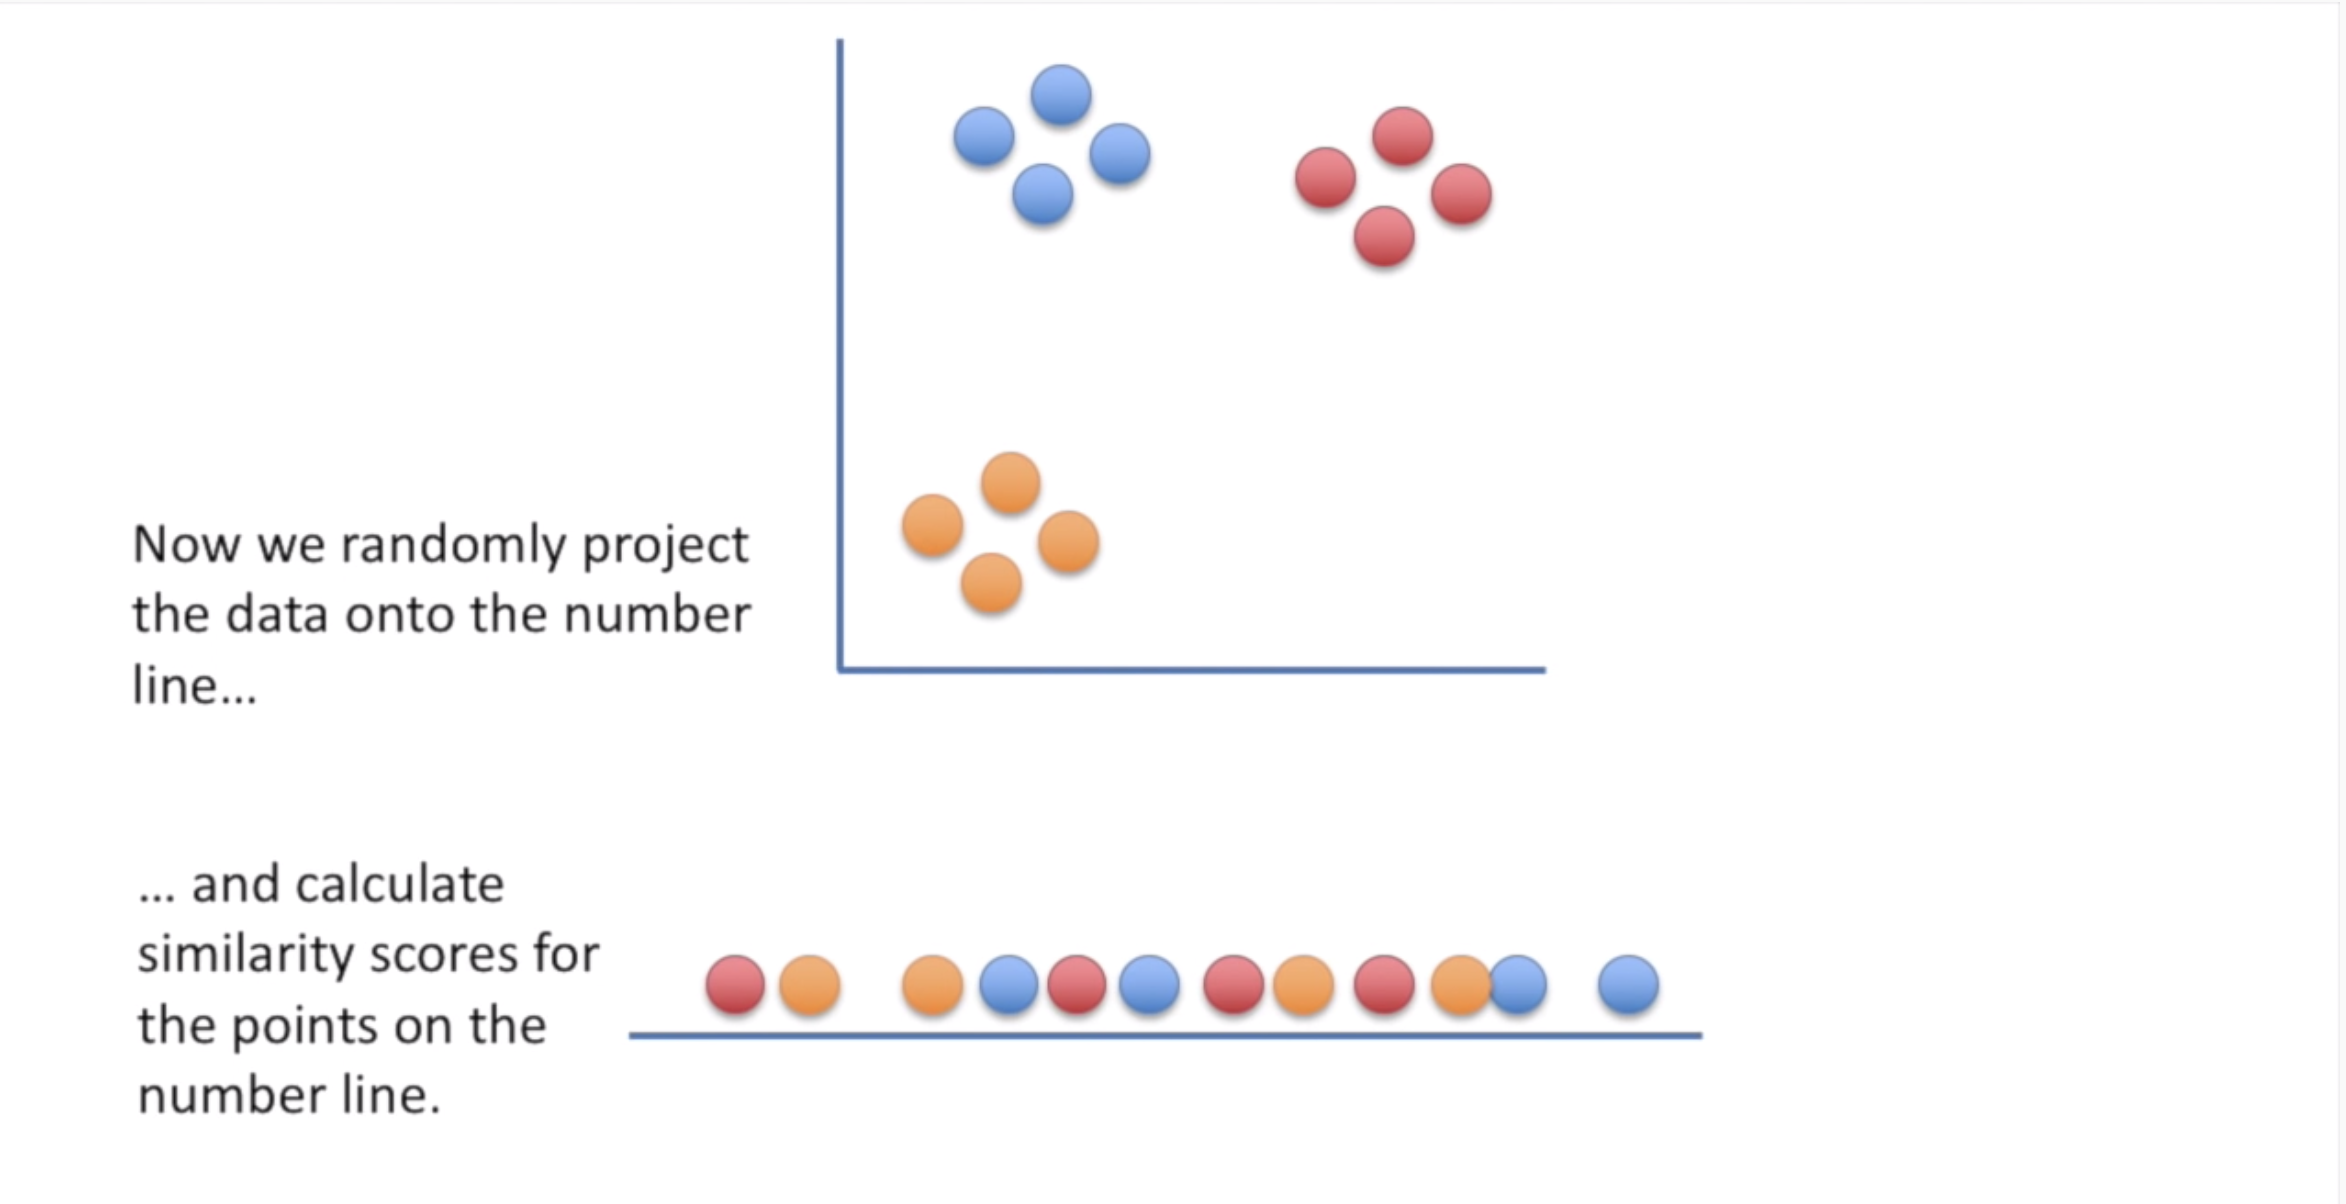 Now we randomly project
the data onto the number
line...
... and calculate
similarity scores for
the points on the
number line.